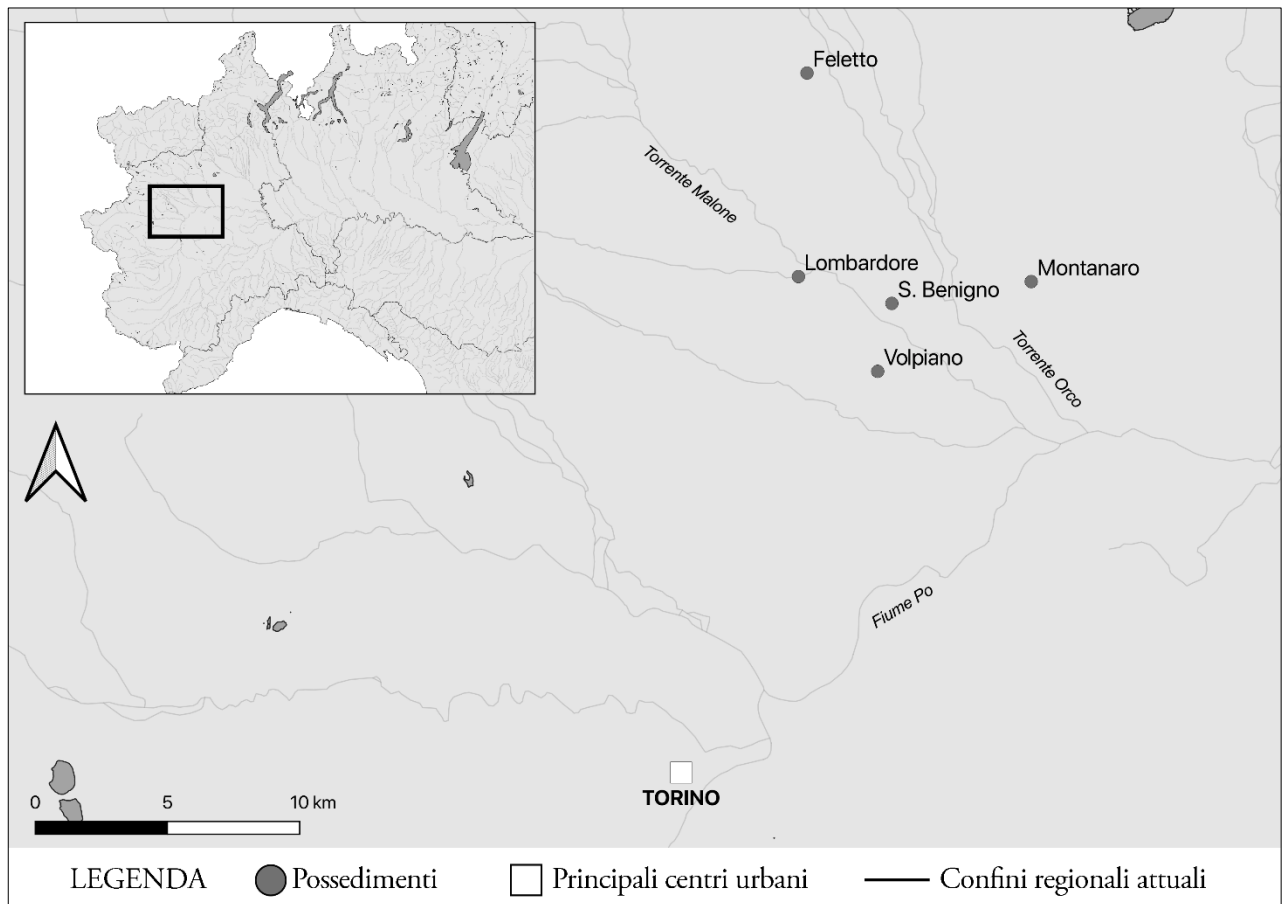 Feletto
Torrente Malone
Lombardore
S. Benigno
Montanaro
Volpiano
Torrente Orco
Fiume Po
TORINO
0 5 10 km
LEGENDA Possedimenti Principali centri urbani Confini regionali attuali